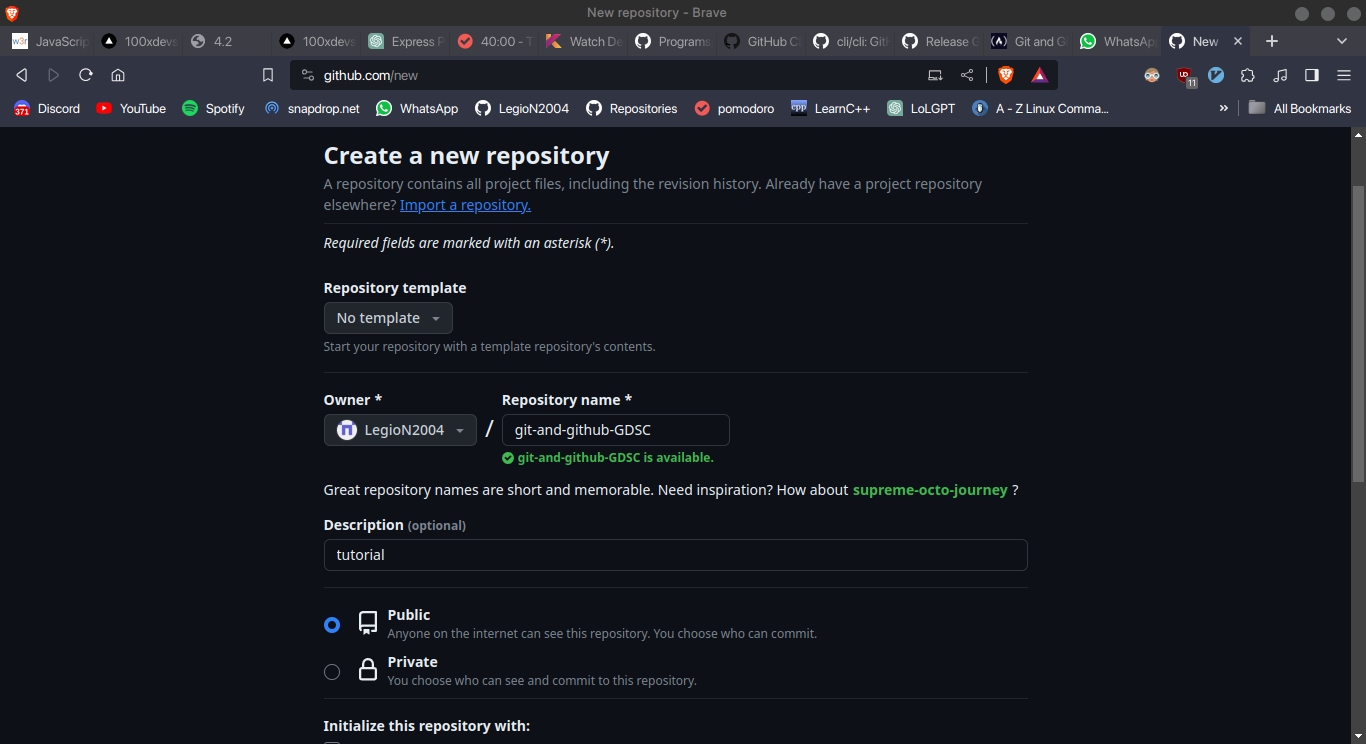 New repository - Brave
w3r JavaScrip 100xdevs 4.2 100xdevs Express P 40:00 - T Watch De Programs GitHub C cli/cli: Git Release Git and G WhatsAp New
github.com/new
UD 11
371 Discord YouTube Spotify snapdrop.net WhatsApp LegioN2004 Repositories pomodoro cpp LearnC++ LoLGPT A - Z Linux Comma... » All Bookmarks
Create a new repository
A repository contains all project files, including the revision history. Already have a project repository
elsewhere? Import a repository.
Required fields are marked with an asterisk (*).
Repository template
No template
Start your repository with a template repository's contents.
Owner * Repository name *
LegioN2004 / git-and-github-GDSC
git-and-github-GDSC is available.
Great repository names are short and memorable. Need inspiration? How about supreme-octo-journey ?
Description (optional)
tutorial
Public
Anyone on the internet can see this repository. You choose who can commit.
Private
You choose who can see and commit to this repository.
Initialize this repository with: